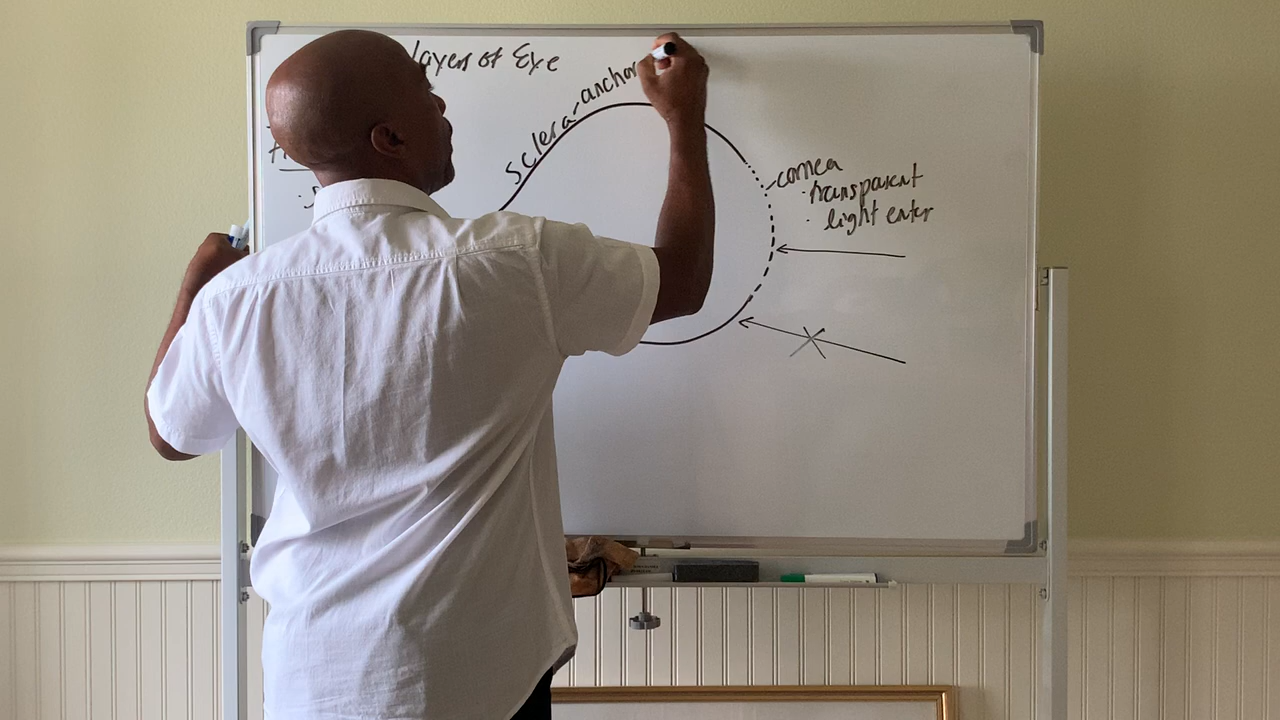 layers of Eye
sclera-anchor
-cornea
· transparent
· light enter